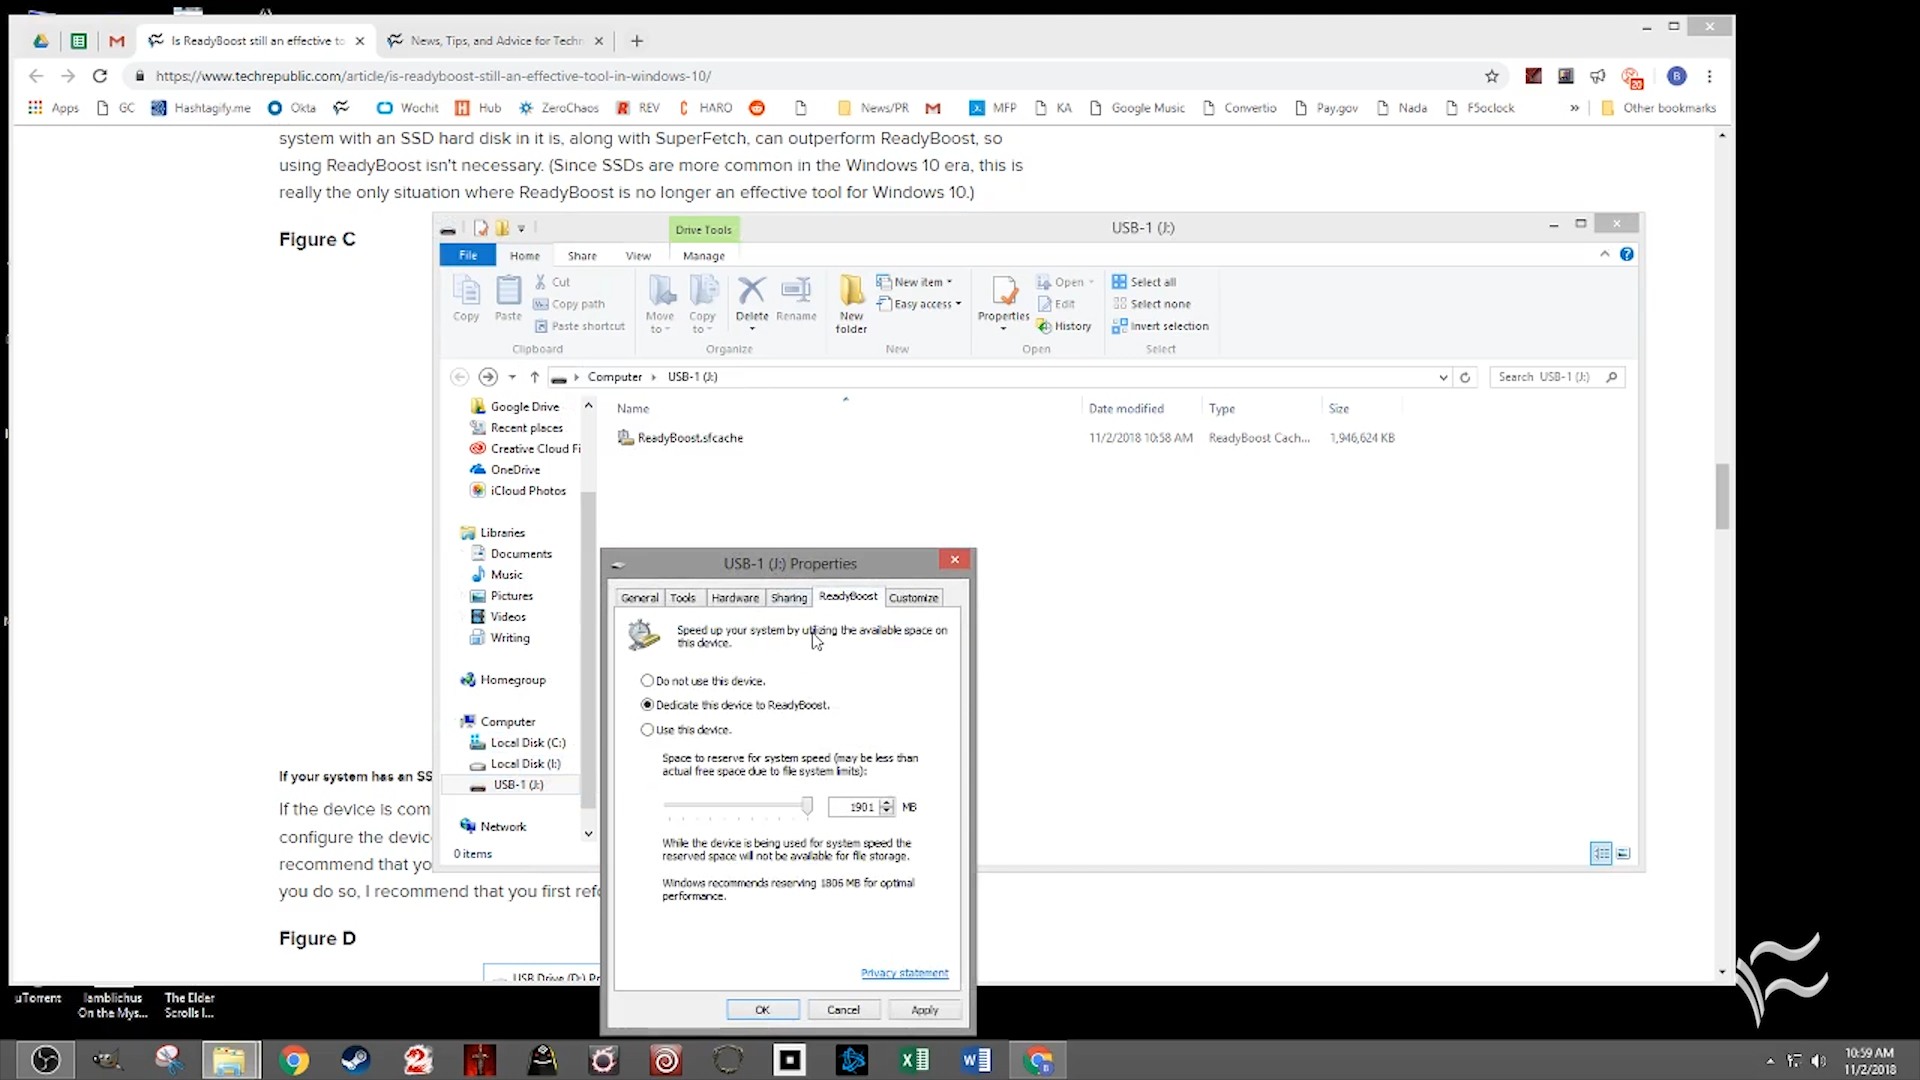 Is ReadyBoost still an effective to
News, Tips, and Advice for Techn
https://www.techrepublic.com/article/is-readyboost-still-an-effective-tool-in-windows-10/
B
Apps
GC
Hashtagify.me
Okta
Wochit
Hub
ZeroChaos
REV
HARO
News/PR
MFP
KA
Google Music
Convertio
Pay.gov
Nada
F5oclock
»
Other bookmarks
system with an SSD hard disk in it is, along with SuperFetch, can outperform ReadyBoost, so
using ReadyBoost isn't necessary. (Since SSDs are more common in the Windows 10 era, this is
really the only situation where ReadyBoost is no longer an effective tool for Windows 10.)
Figure C
Drive Tools
USB-1 (J:)
File
Home
Share
View
Manage
Copy
Paste
Cut
Copy path
Paste shortcut
Clipboard
Move to
Copy to
Delete
Rename
Organize
New folder
New item
Easy access
New
Properties
Open
Edit
History
Open
Select all
Select none
Invert selection
Select
Computer
USB-1 (J:)
Search USB-1 (J:)
Name
Date modified
Type
Size
ReadyBoost.sfcache
11/2/2018 10:58 AM
ReadyBoost Cach...
1,946,624 KB
Google Drive
Recent places
Creative Cloud Fi
OneDrive
iCloud Photos
Libraries
Documents
Music
Pictures
Videos
Writing
Homegroup
Computer
Local Disk (C:)
Local Disk (I:)
USB-1 (J:)
Network
0 items
USB-1 (J:) Properties
General
Tools
Hardware
Sharing
ReadyBoost
Customize
Speed up your system by utilizing the available space on
this device.
Do not use this device.
Dedicate this device to ReadyBoost.
Use this device.
Space to reserve for system speed (may be less than
actual free space due to file system limits):
1901 MB
While the device is being used for system speed the
reserved space will not be available for file storage.
Windows recommends reserving 1806 MB for optimal
performance.
Privacy statement
OK
Cancel
Apply
If your system has an SS
If the device is com
configure the devic
recommend that yo
you do so, I recommend that you first refo
Figure D
USB Drive (D:) Pr
uTorrent
Iamblichus
On the Mys...
The Elder
Scrolls I...
10:59 AM
11/2/2018